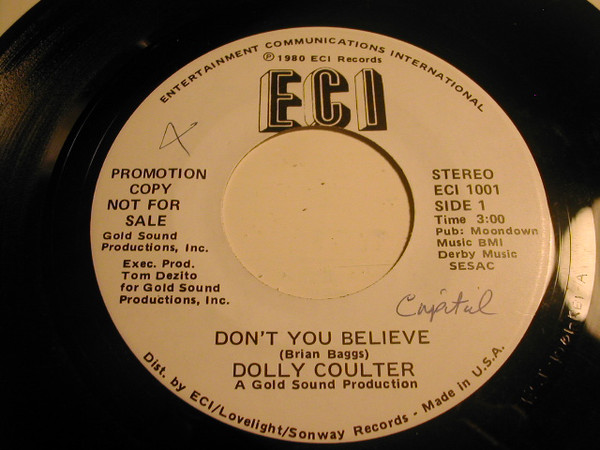 ENTERTAINMENT COMMUNICATIONS INTERNATIONAL
℗ 1980 ECI Records
ECI
PROMOTION
COPY
NOT FOR
SALE
Gold Sound
Productions, Inc.
Exec. Prod.
Tom Dezito
for Gold Sound
Productions, Inc.
STEREO
ECI 1001
SIDE 1
Time 3:00
Pub: Moondown
Music BMI
Derby Music
SESAC
Capitul
DON'T YOU BELIEVE
(Brian Baggs)
DOLLY COULTER
A Gold Sound Production
Dist. by ECI/Lovelight/Sonway Records - Made in U.S.A.